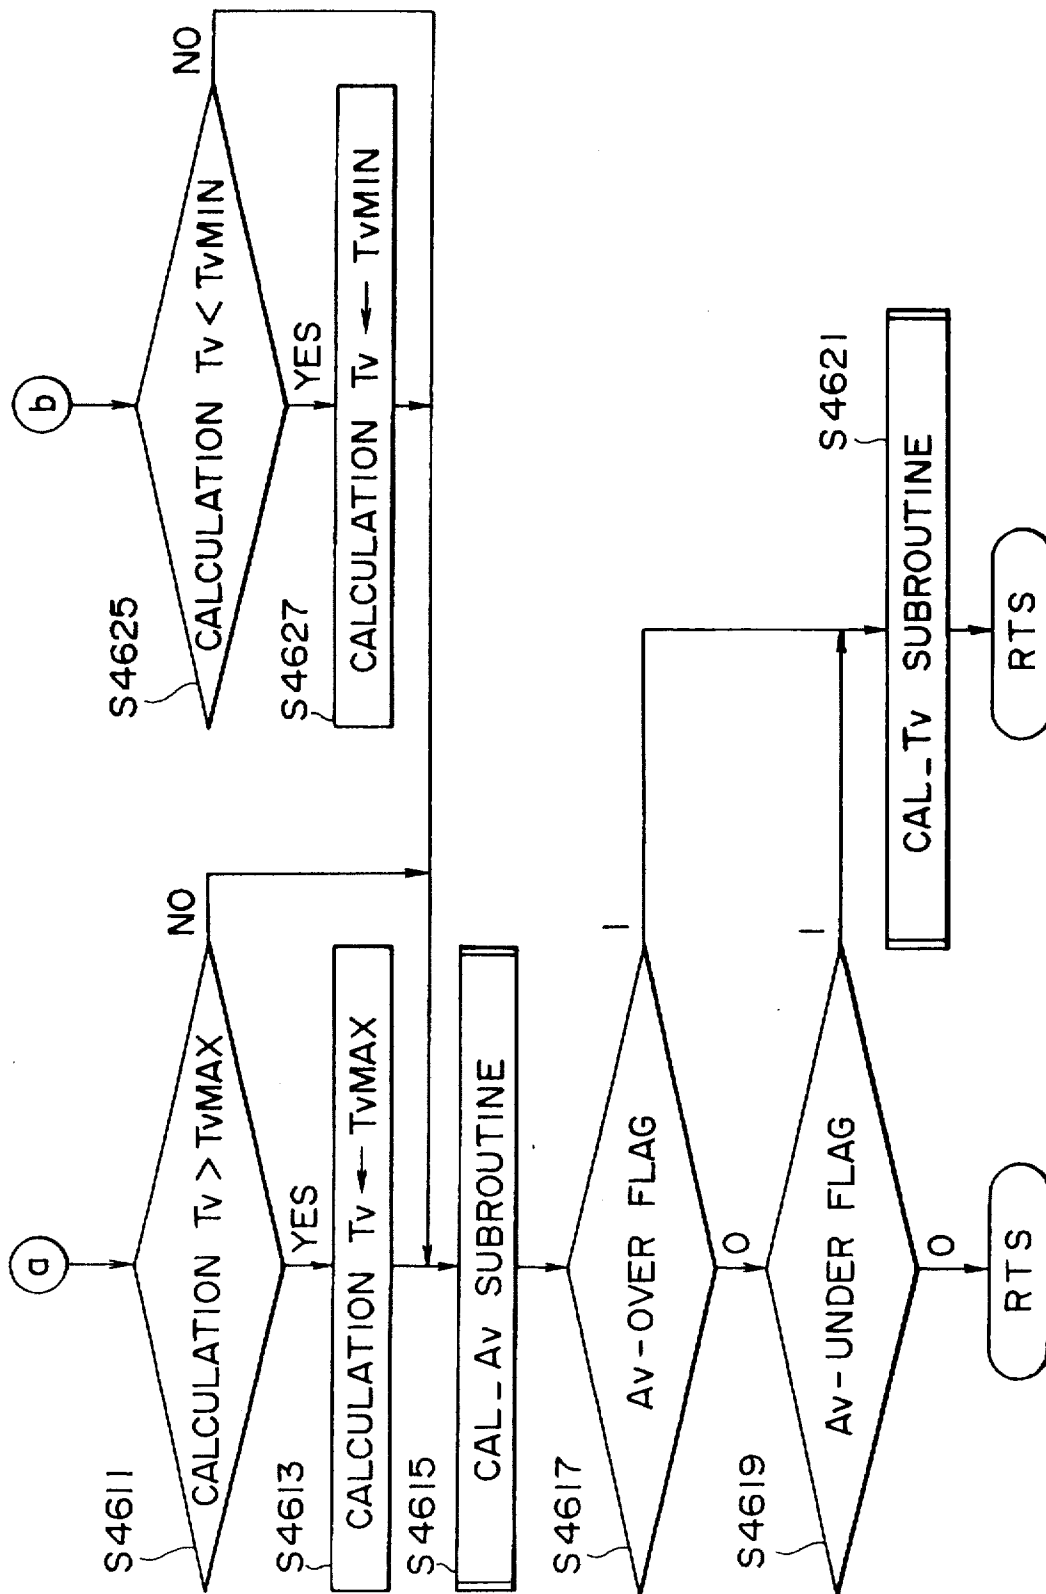 a
S4611
CALCULATION Tv > TvMAX
NO
YES
S4613
CALCULATION Tv ← TvMAX
S4615
CAL_Av SUBROUTINE
S4617
Av-OVER FLAG
1
0
S4619
Av-UNDER FLAG
1
0
RTS
b
S4625
CALCULATION Tv < TvMIN
NO
YES
S4627
CALCULATION Tv ← TvMIN
S4621
CAL_Tv SUBROUTINE
RTS